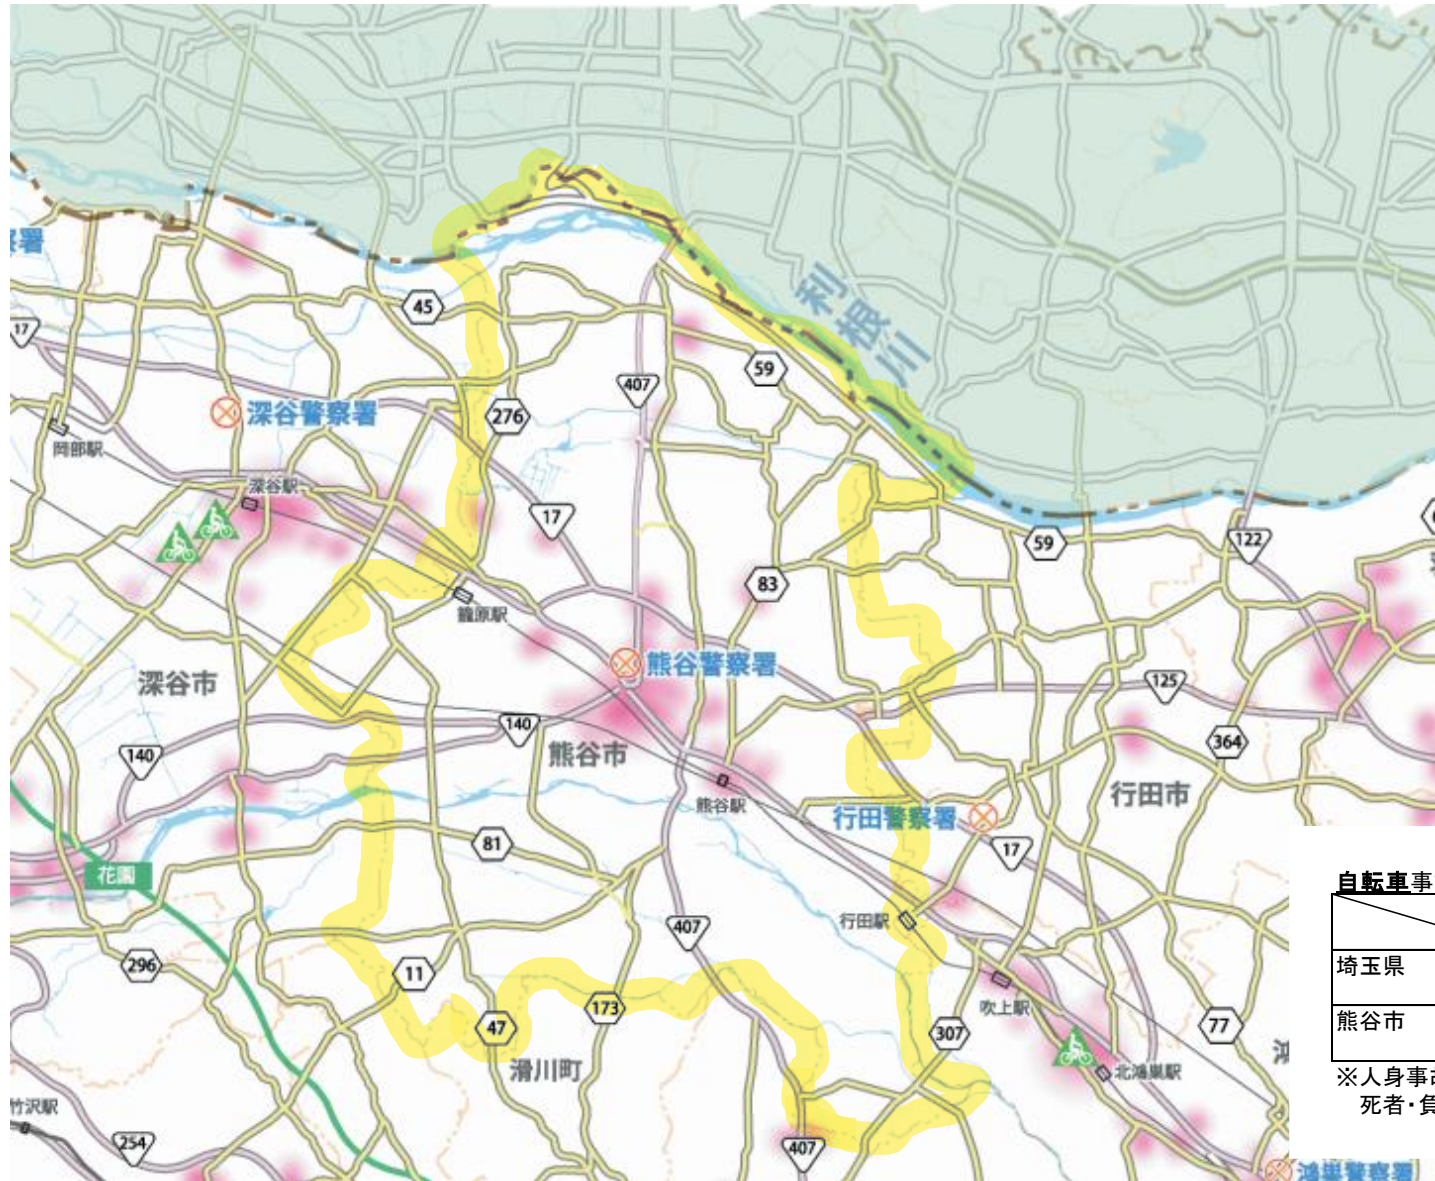 察署
45
17
407
利根川
59
深谷警察署
276
岡部駅
深谷駅
17
59
122
83
籠原駅
熊谷警察署
深谷市
125
140
140
熊谷市
364
熊谷駅
行田市
行田警察署
81
17
花園
自転車事
行田駅
407
埼玉県
296
11
47
173
吹上駅
307
77
熊谷市
滑川町
北鴻巣駅
※人身事故
死者・負
竹沢駅
254
407
鴻巣警察署